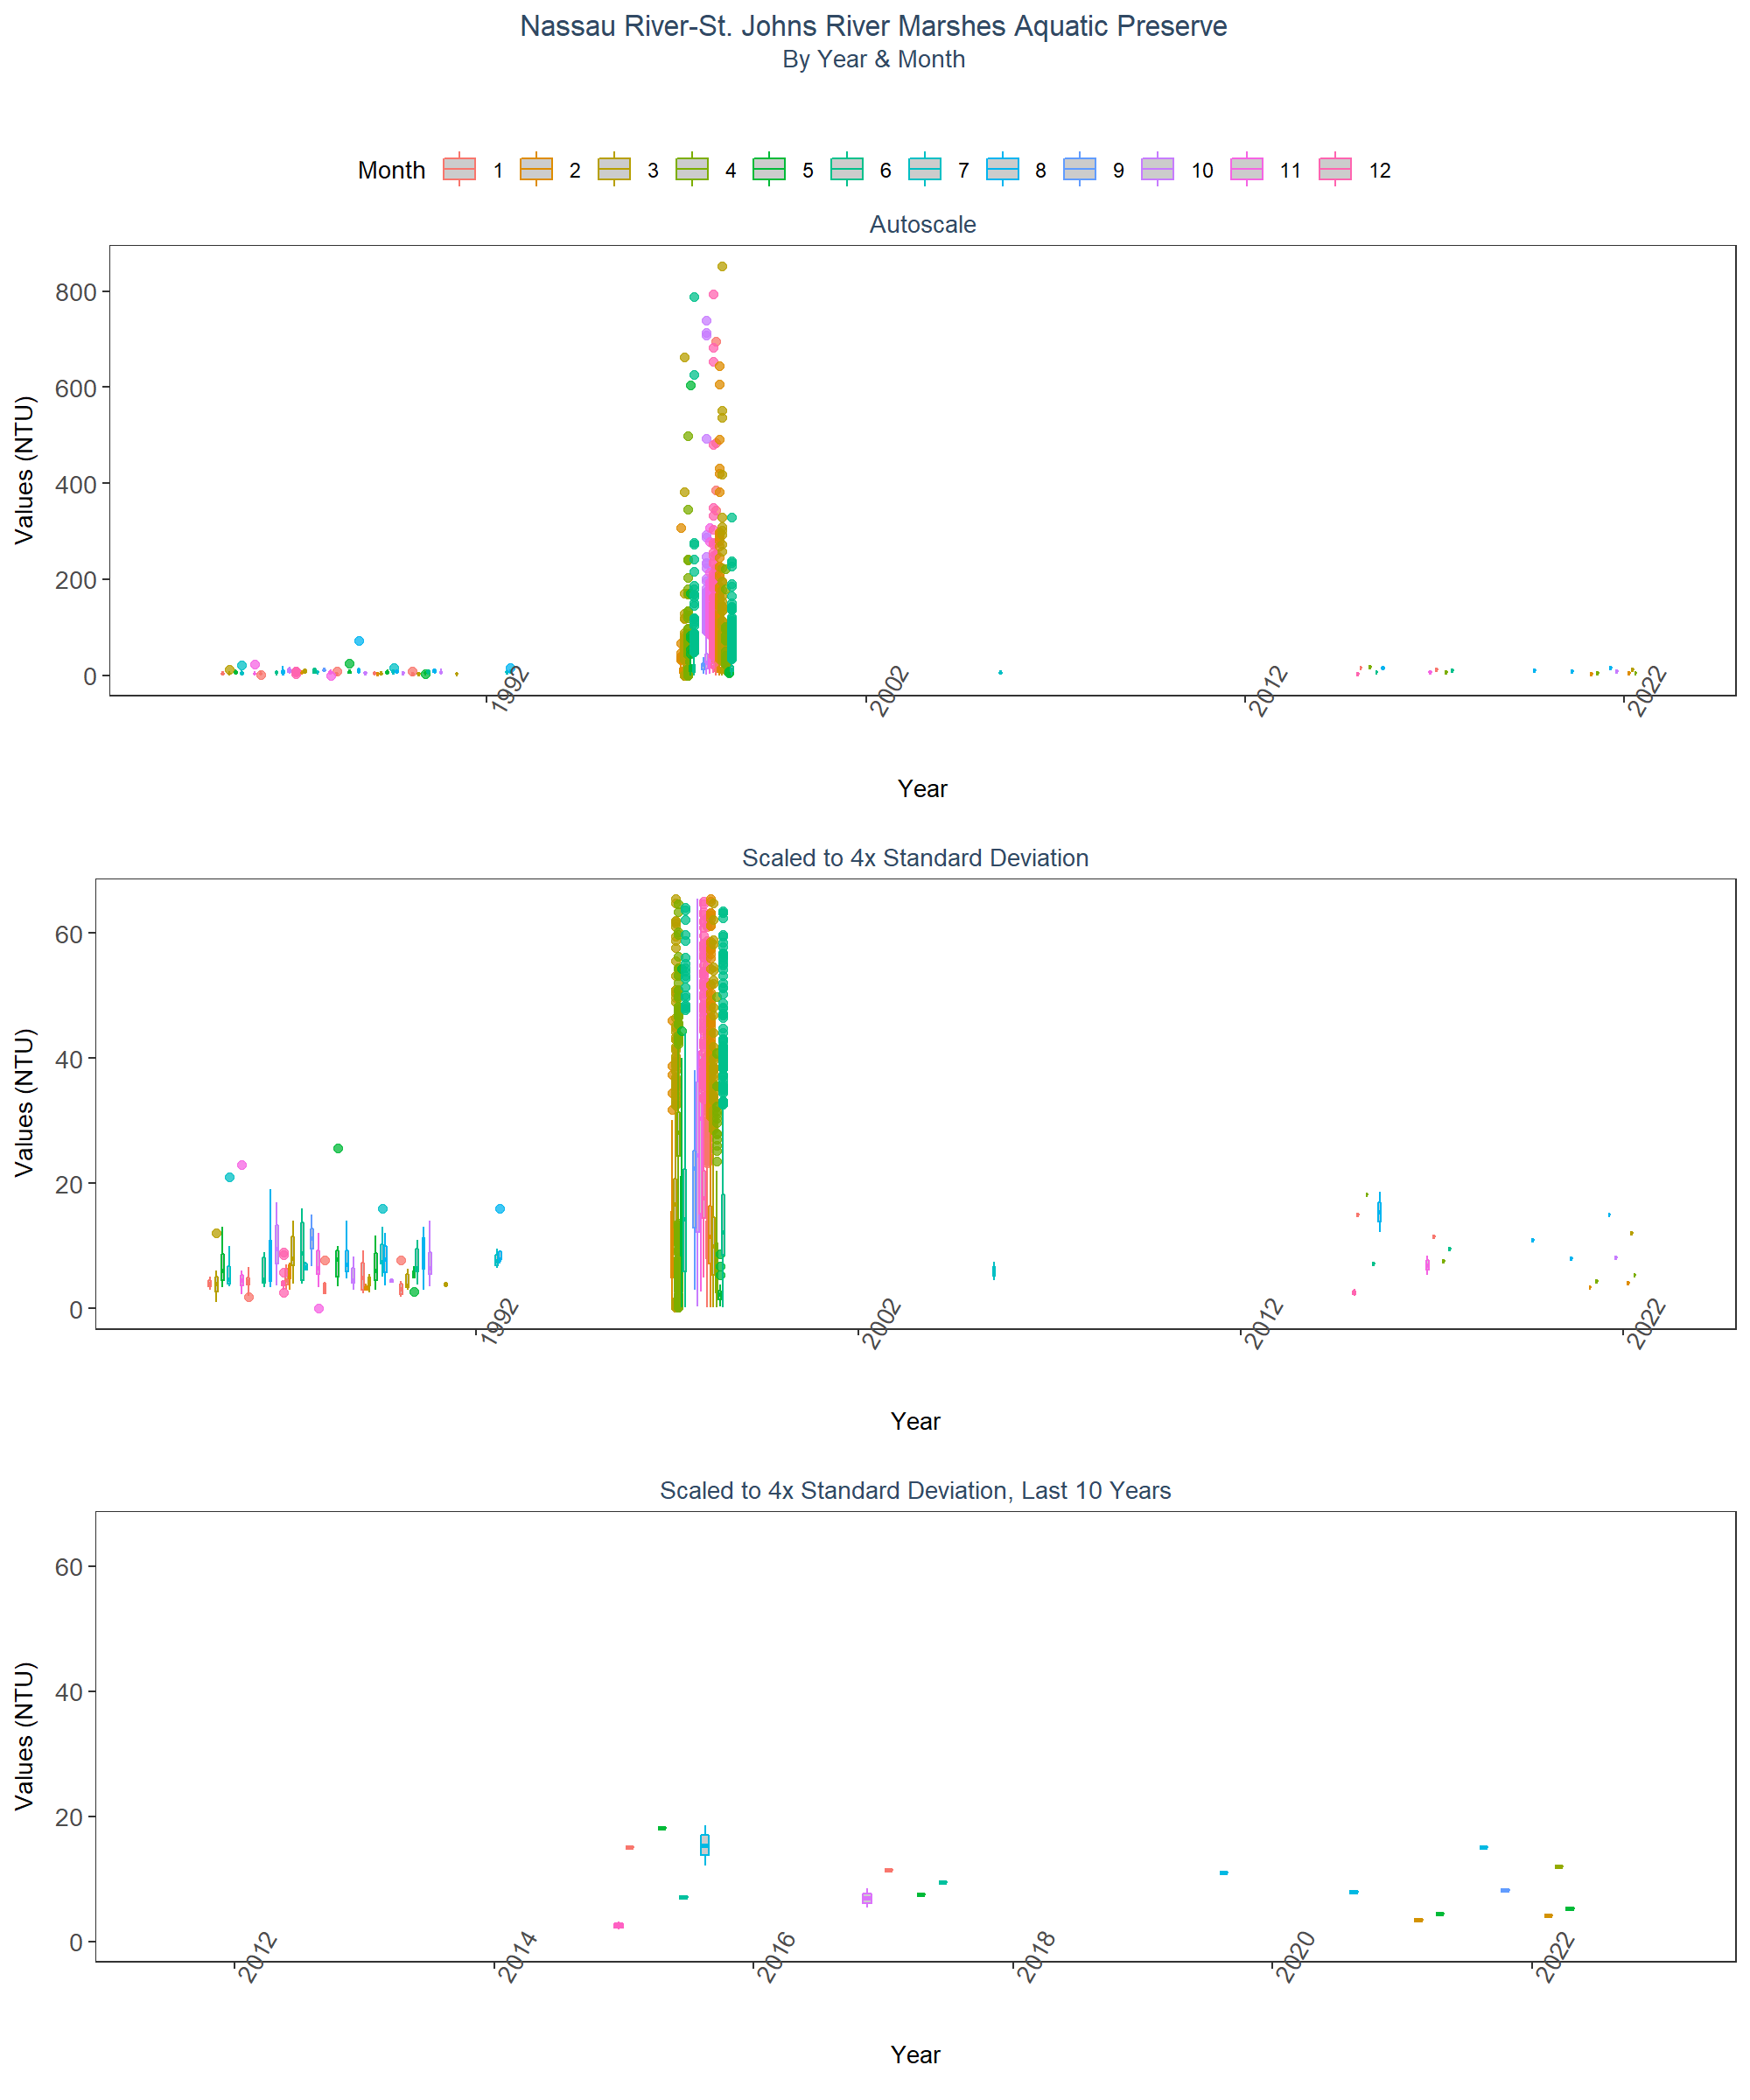 Nassau River-St. Johns River Marshes Aquatic Preserve
By Year & Month
Month 1 2 3 4 5 6 7 8 9 10 11 12
Autoscale
Values (NTU)
800
600
400
200
0
1992 2002 2012 2022
Year
Scaled to 4x Standard Deviation
Values (NTU)
60
40
20
0
1992 2002 2012 2022
Year
Scaled to 4x Standard Deviation, Last 10 Years
Values (NTU)
60
40
20
0
2012 2014 2016 2018 2020 2022
Year